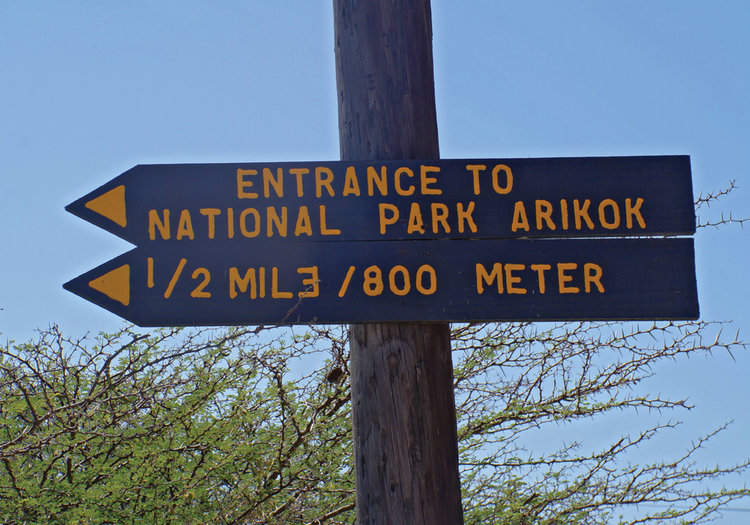 ENTRANCE TO
NATIONAL PARK ARIKOK
1/2 MILƎ /800 METER